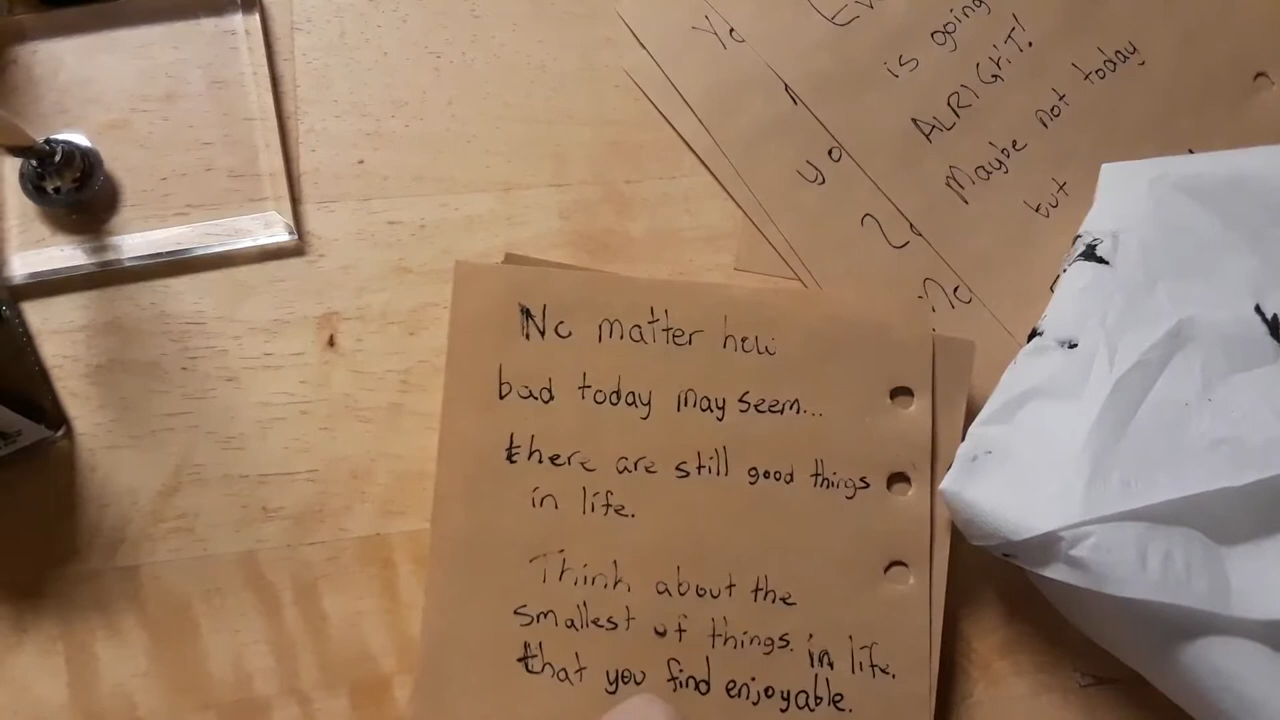 No matter how
bad today may seem...
there are still good things
in life.
Think about the
smallest of things. in life.
that you find enjoyable.
is going
ALRIGHT!
Maybe not today
but